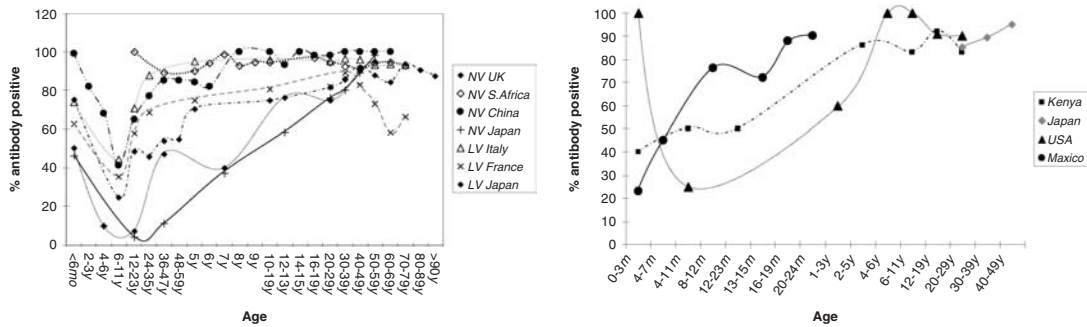 120
100
80
60
40
20
0
% antibody positive
<6mo
2-3y
4-6y
6-11y
12-23y
24-35y
36-47y
48-59y
5y
6y
7y
8y
9y
10-19y
12-13y
14-15y
16-19y
20-29y
30-39y
40-49y
50-59y
60-69y
70-79y
80-89y
>90y
Age
NV UK
NV S.Africa
NV China
NV Japan
LV Italy
LV France
LV Japan
100
90
80
70
60
50
40
30
20
10
0
% antibody positive
0-3m
4-7m
4-11m
8-12m
12-23m
13-15m
16-19m
20-24m
1-3y
2-5y
4-6y
6-11y
12-19y
20-29y
30-39y
40-49y
Age
Kenya
Japan
USA
Maxico